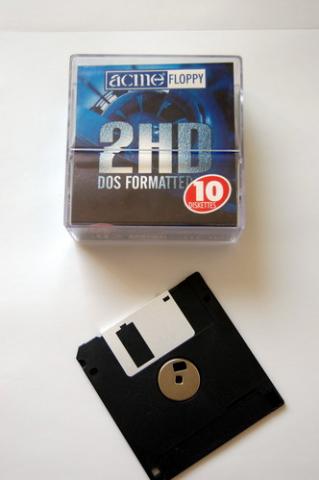 acme FLOPPY
2HD
DOS FORMATTED
10
DISKETTES